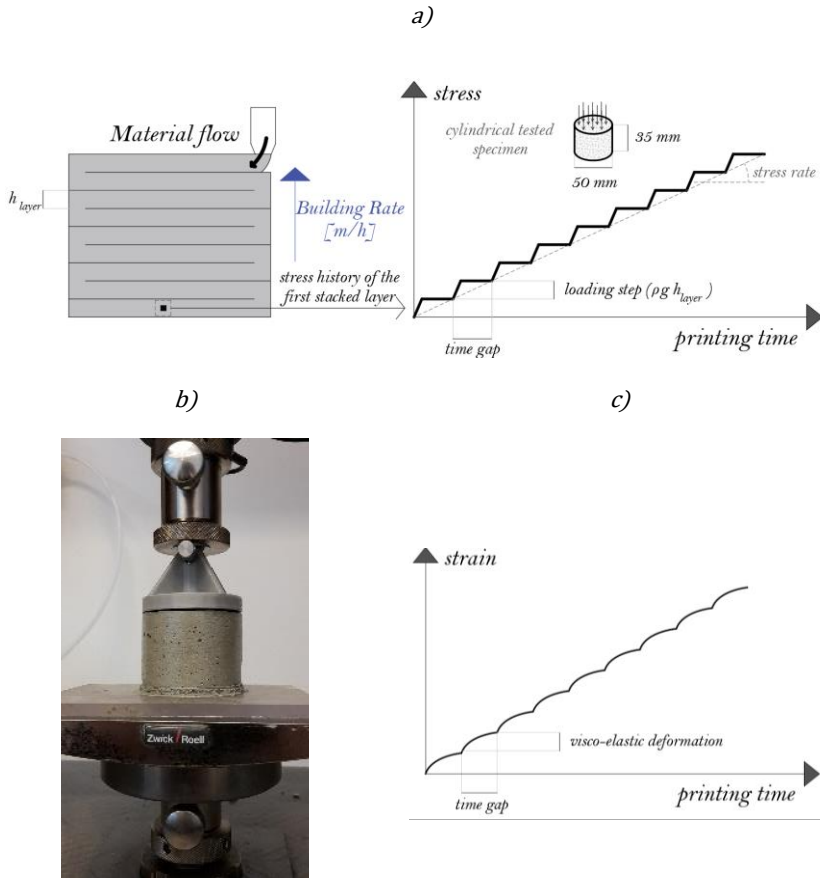 a)
stress
Material flow
cylindrical tested
specimen
35 mm
50 mm
stress rate
h layer
Building Rate
[m/h]
stress history of the
first stacked layer
loading step (ρg h layer )
time gap
printing time
b)
c)
Zwick / Roell
strain
visco-elastic deformation
time gap
printing time